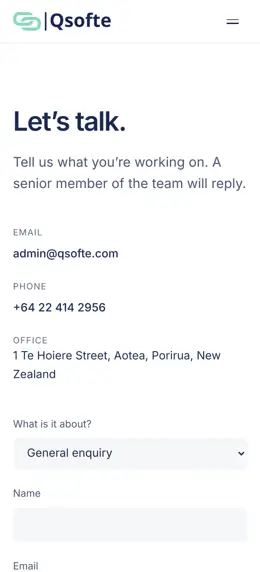 Qsofte
Let’s talk.
Tell us what you’re working on. A
senior member of the team will reply.
EMAIL
admin@qsofte.com
PHONE
+64 22 414 2956
OFFICE
1 Te Hoiere Street, Aotea, Porirua, New
Zealand
What is it about?
General enquiry
Name
Email